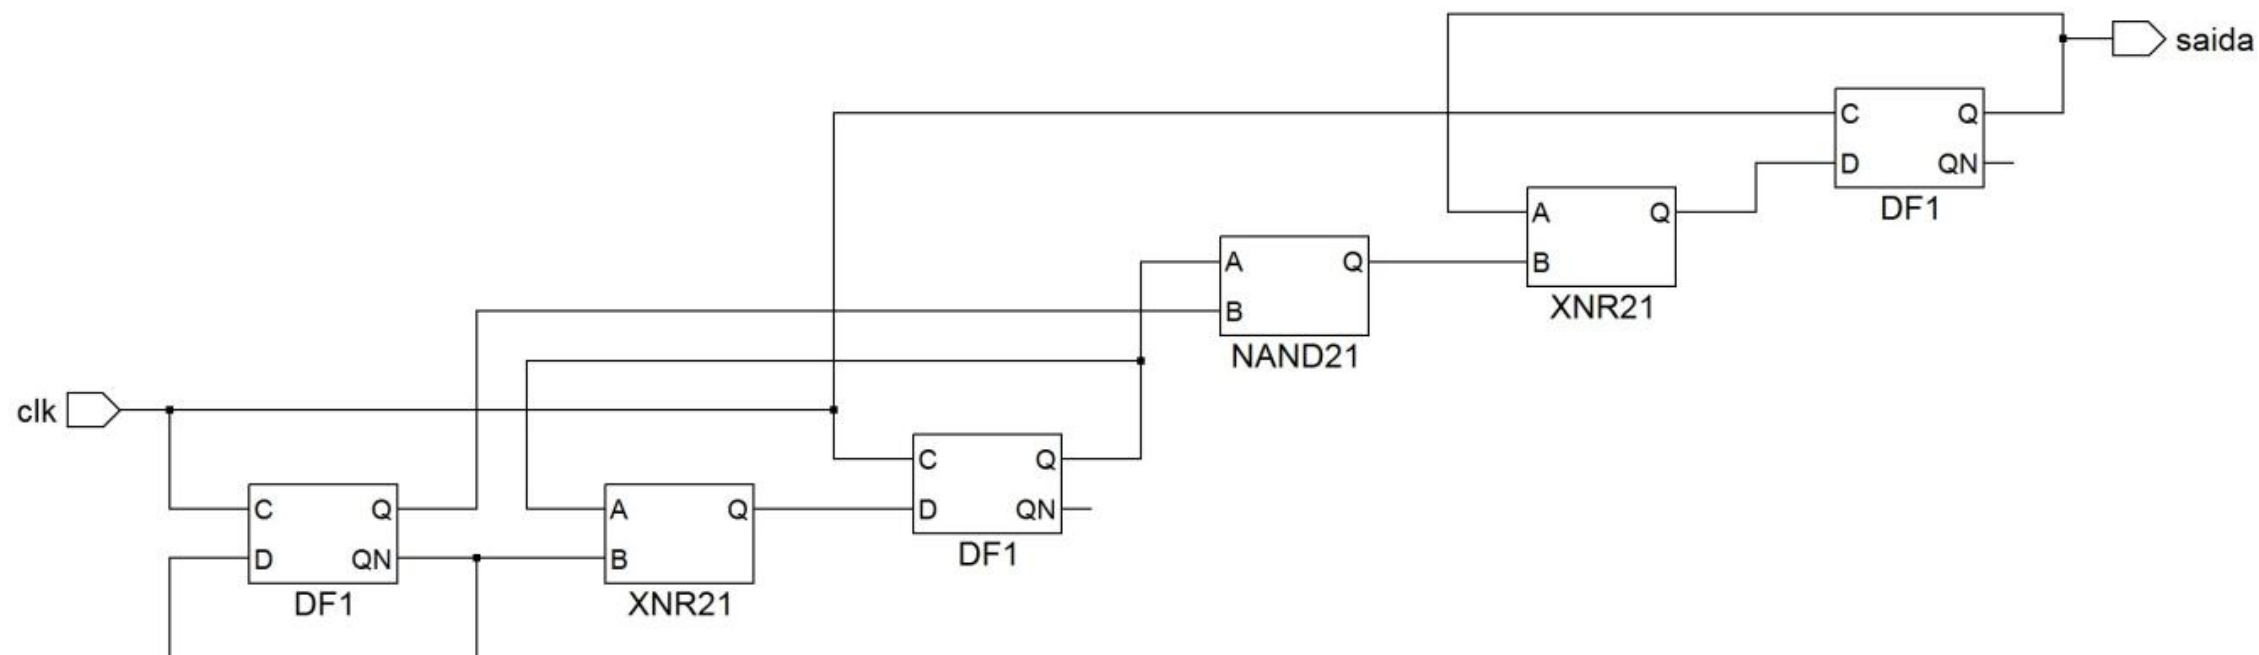 saida
C Q
D QN
DF1
A Q
B
XNR21
A Q
B
NAND21
clk
C Q
D QN
DF1
C Q
D QN
DF1
A Q
B
XNR21